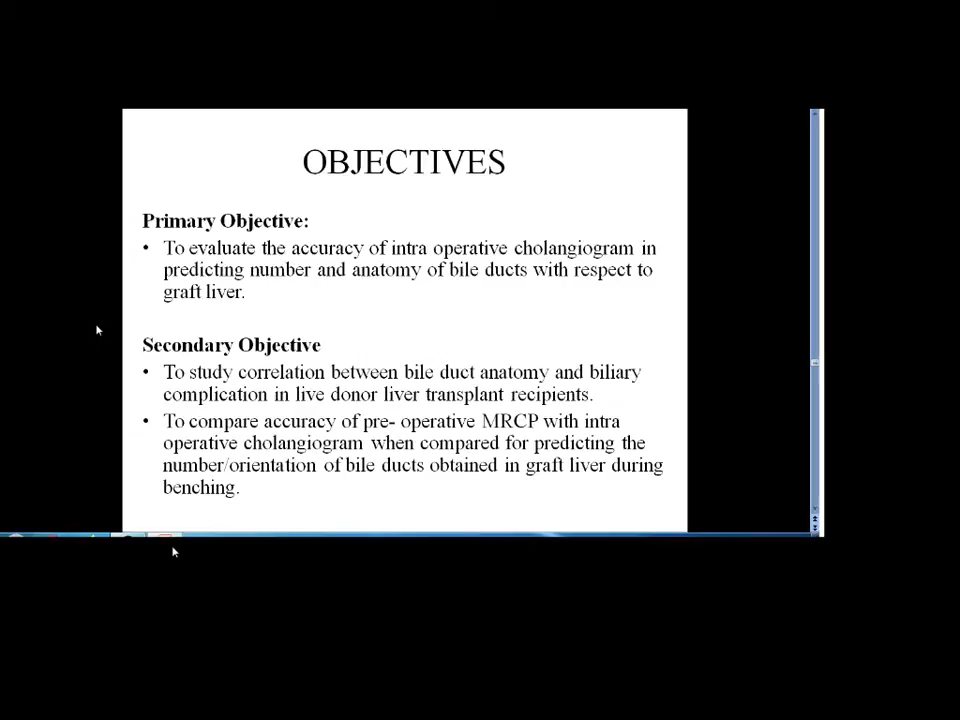 OBJECTIVES
Primary Objective:
• To evaluate the accuracy of intra operative cholangiogram in
predicting number and anatomy of bile ducts with respect to
graft liver.
Secondary Objective
• To study correlation between bile duct anatomy and biliary
complication in live donor liver transplant recipients.
• To compare accuracy of pre- operative MRCP with intra
operative cholangiogram when compared for predicting the
number/orientation of bile ducts obtained in graft liver during
benching.